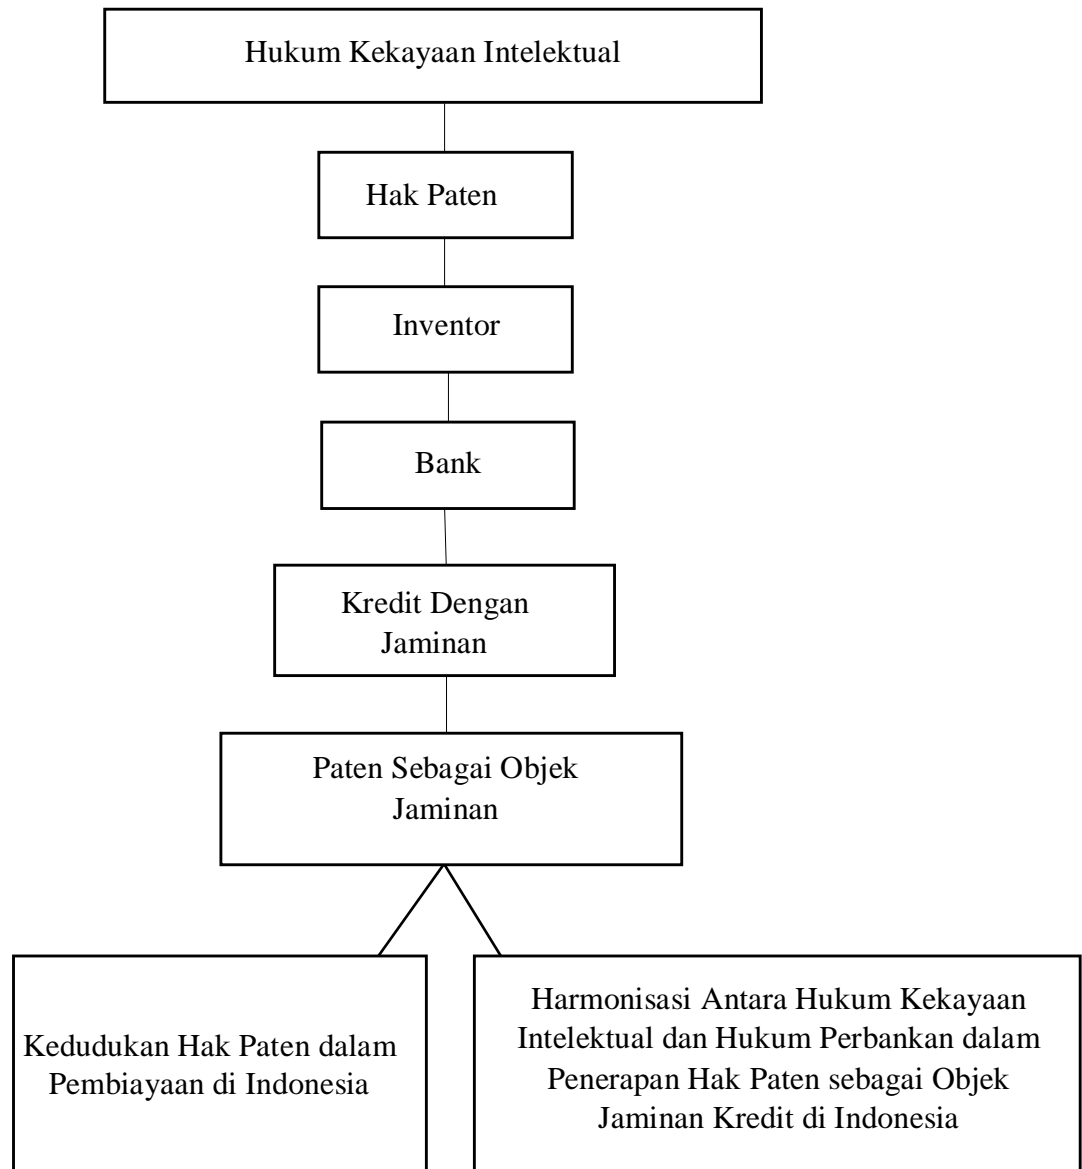 Hukum Kekayaan Intelektual
Hak Paten
Inventor
Bank
Kredit Dengan
Jaminan
Paten Sebagai Objek
Jaminan
Kedudukan Hak Paten dalam
Pembiayaan di Indonesia
Harmonisasi Antara Hukum Kekayaan
Intelektual dan Hukum Perbankan dalam
Penerapan Hak Paten sebagai Objek
Jaminan Kredit di Indonesia